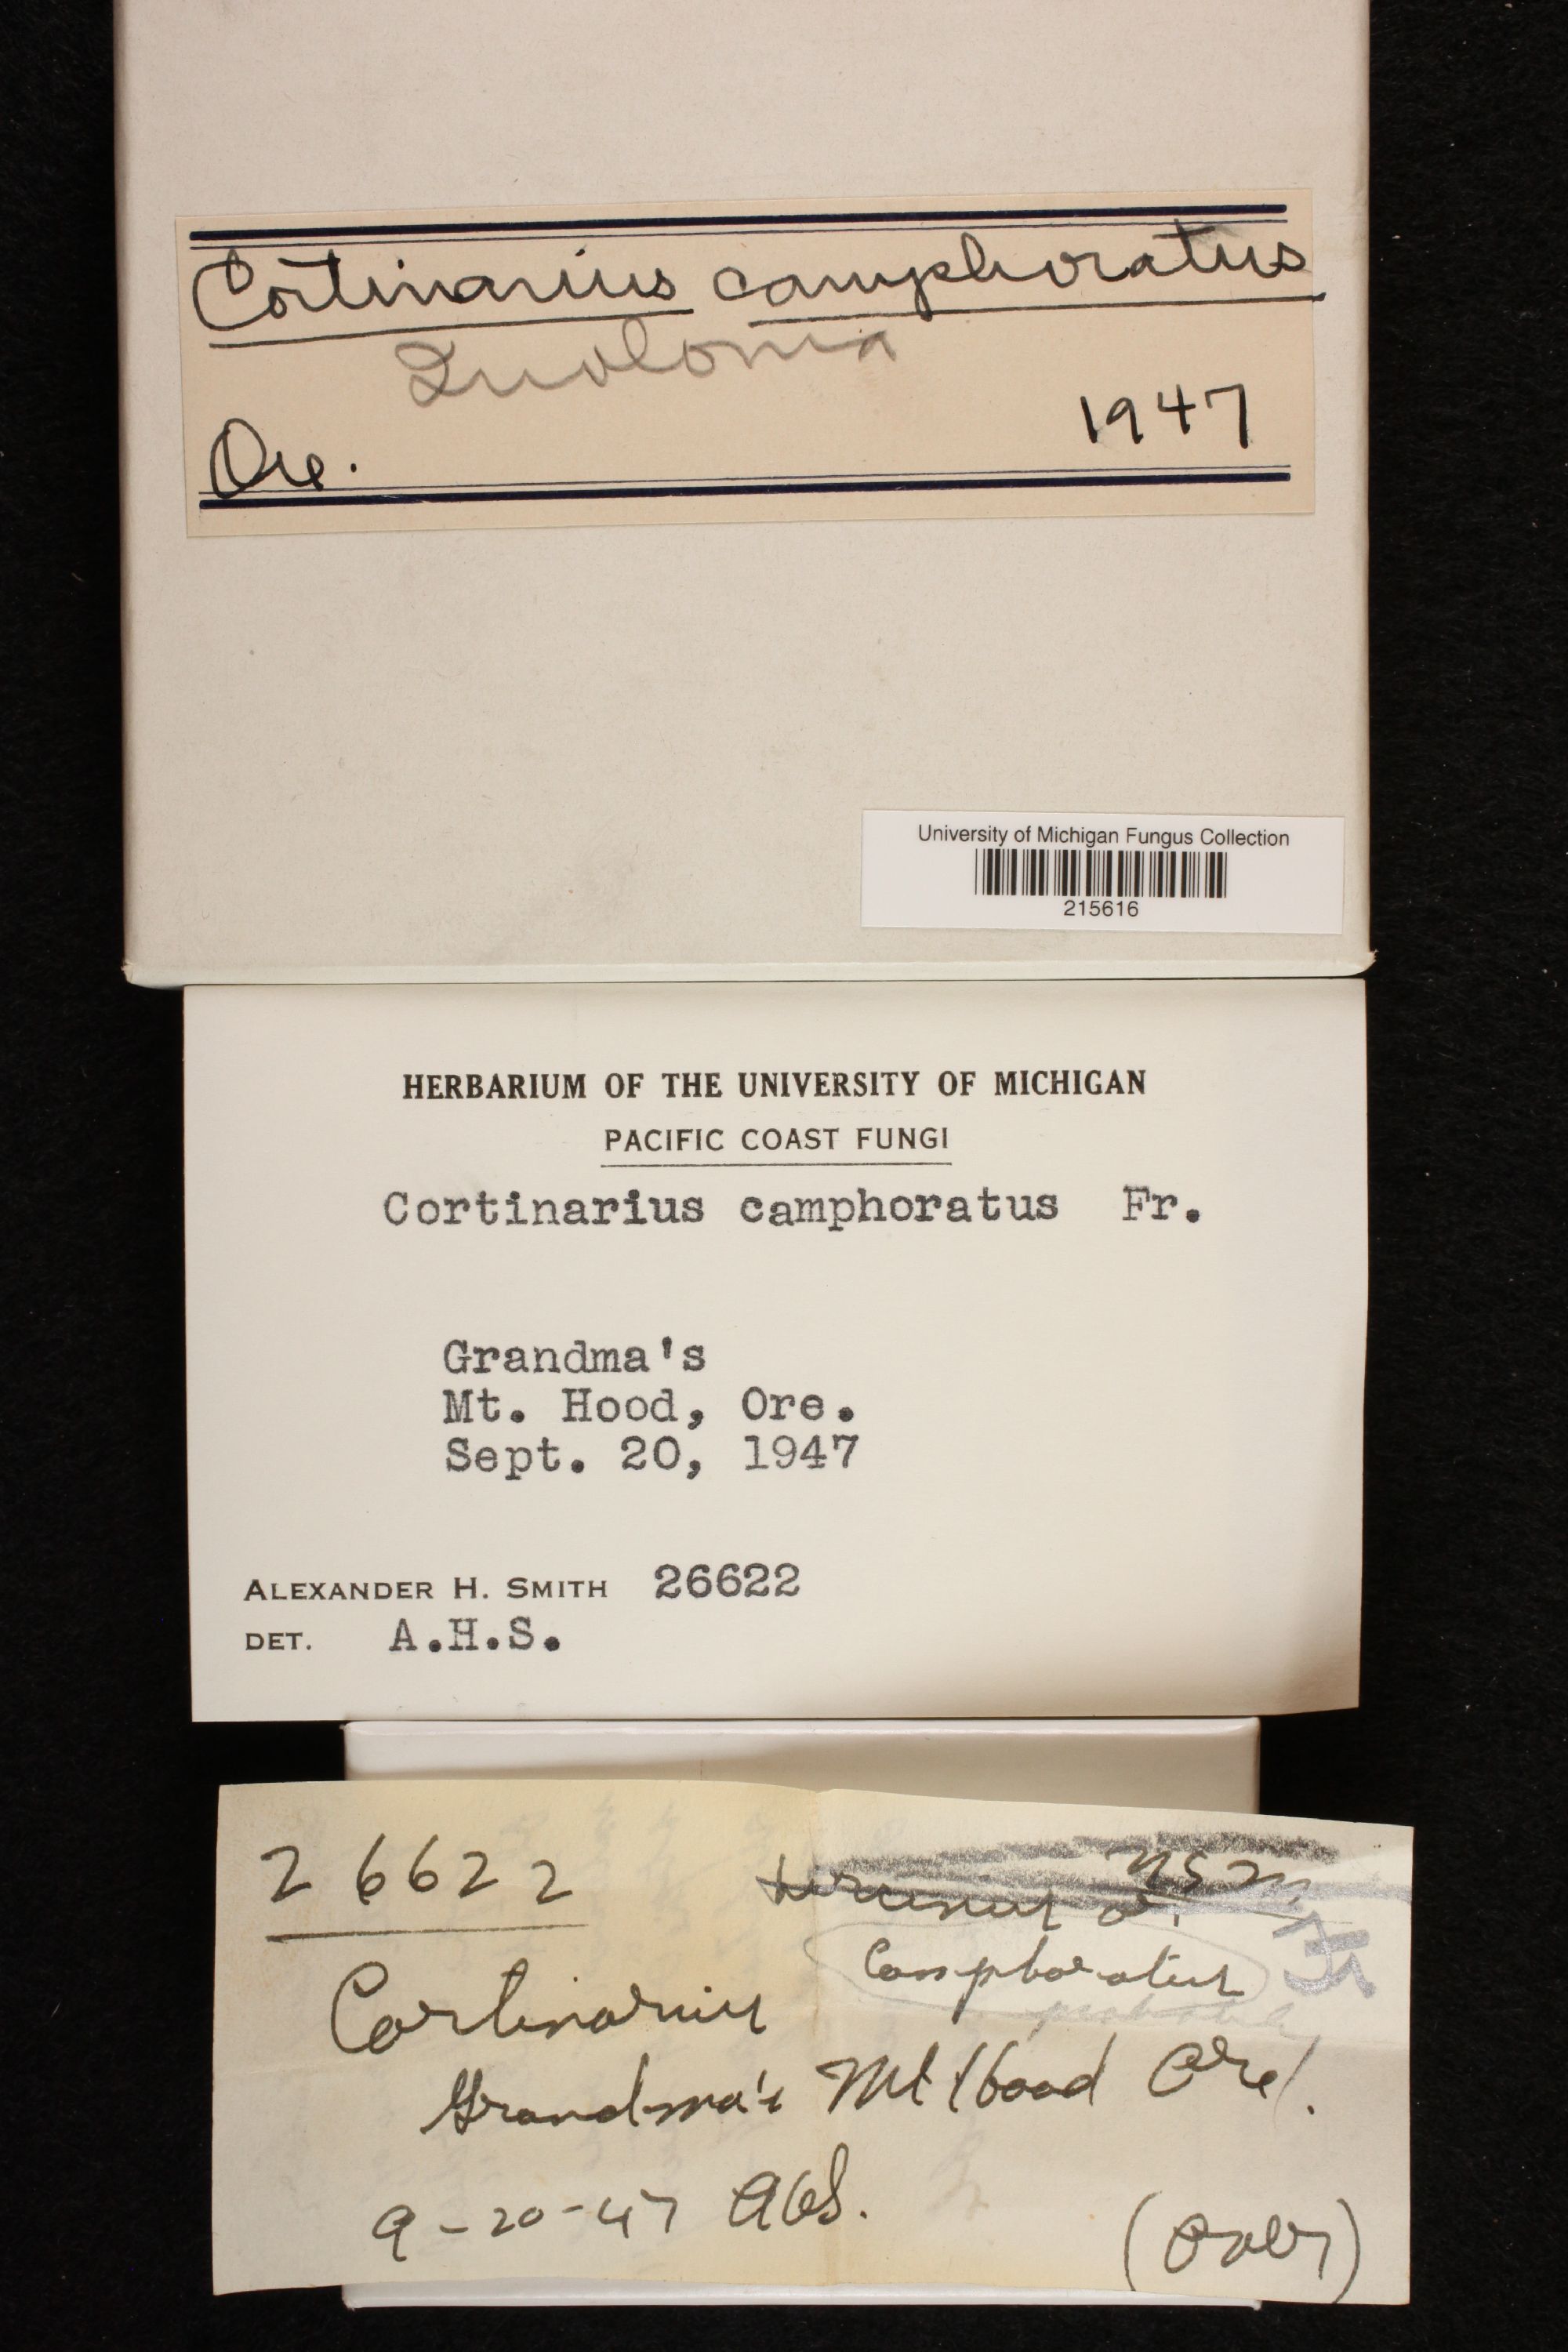 Cortinarius camphoratus
Inoloma
Ore. 1947
University of Michigan Fungus Collection
215616
HERBARIUM OF THE UNIVERSITY OF MICHIGAN
PACIFIC COAST FUNGI
Cortinarius camphoratus Fr.
Grandma's
Mt. Hood, Ore.
Sept. 20, 1947
ALEXANDER H. SMITH 26622
DET. A.H.S.
26622
Camphoratus
Cortinarius
Grandma's Mt Hood Ore.
9-20-47 AHS.
(over)